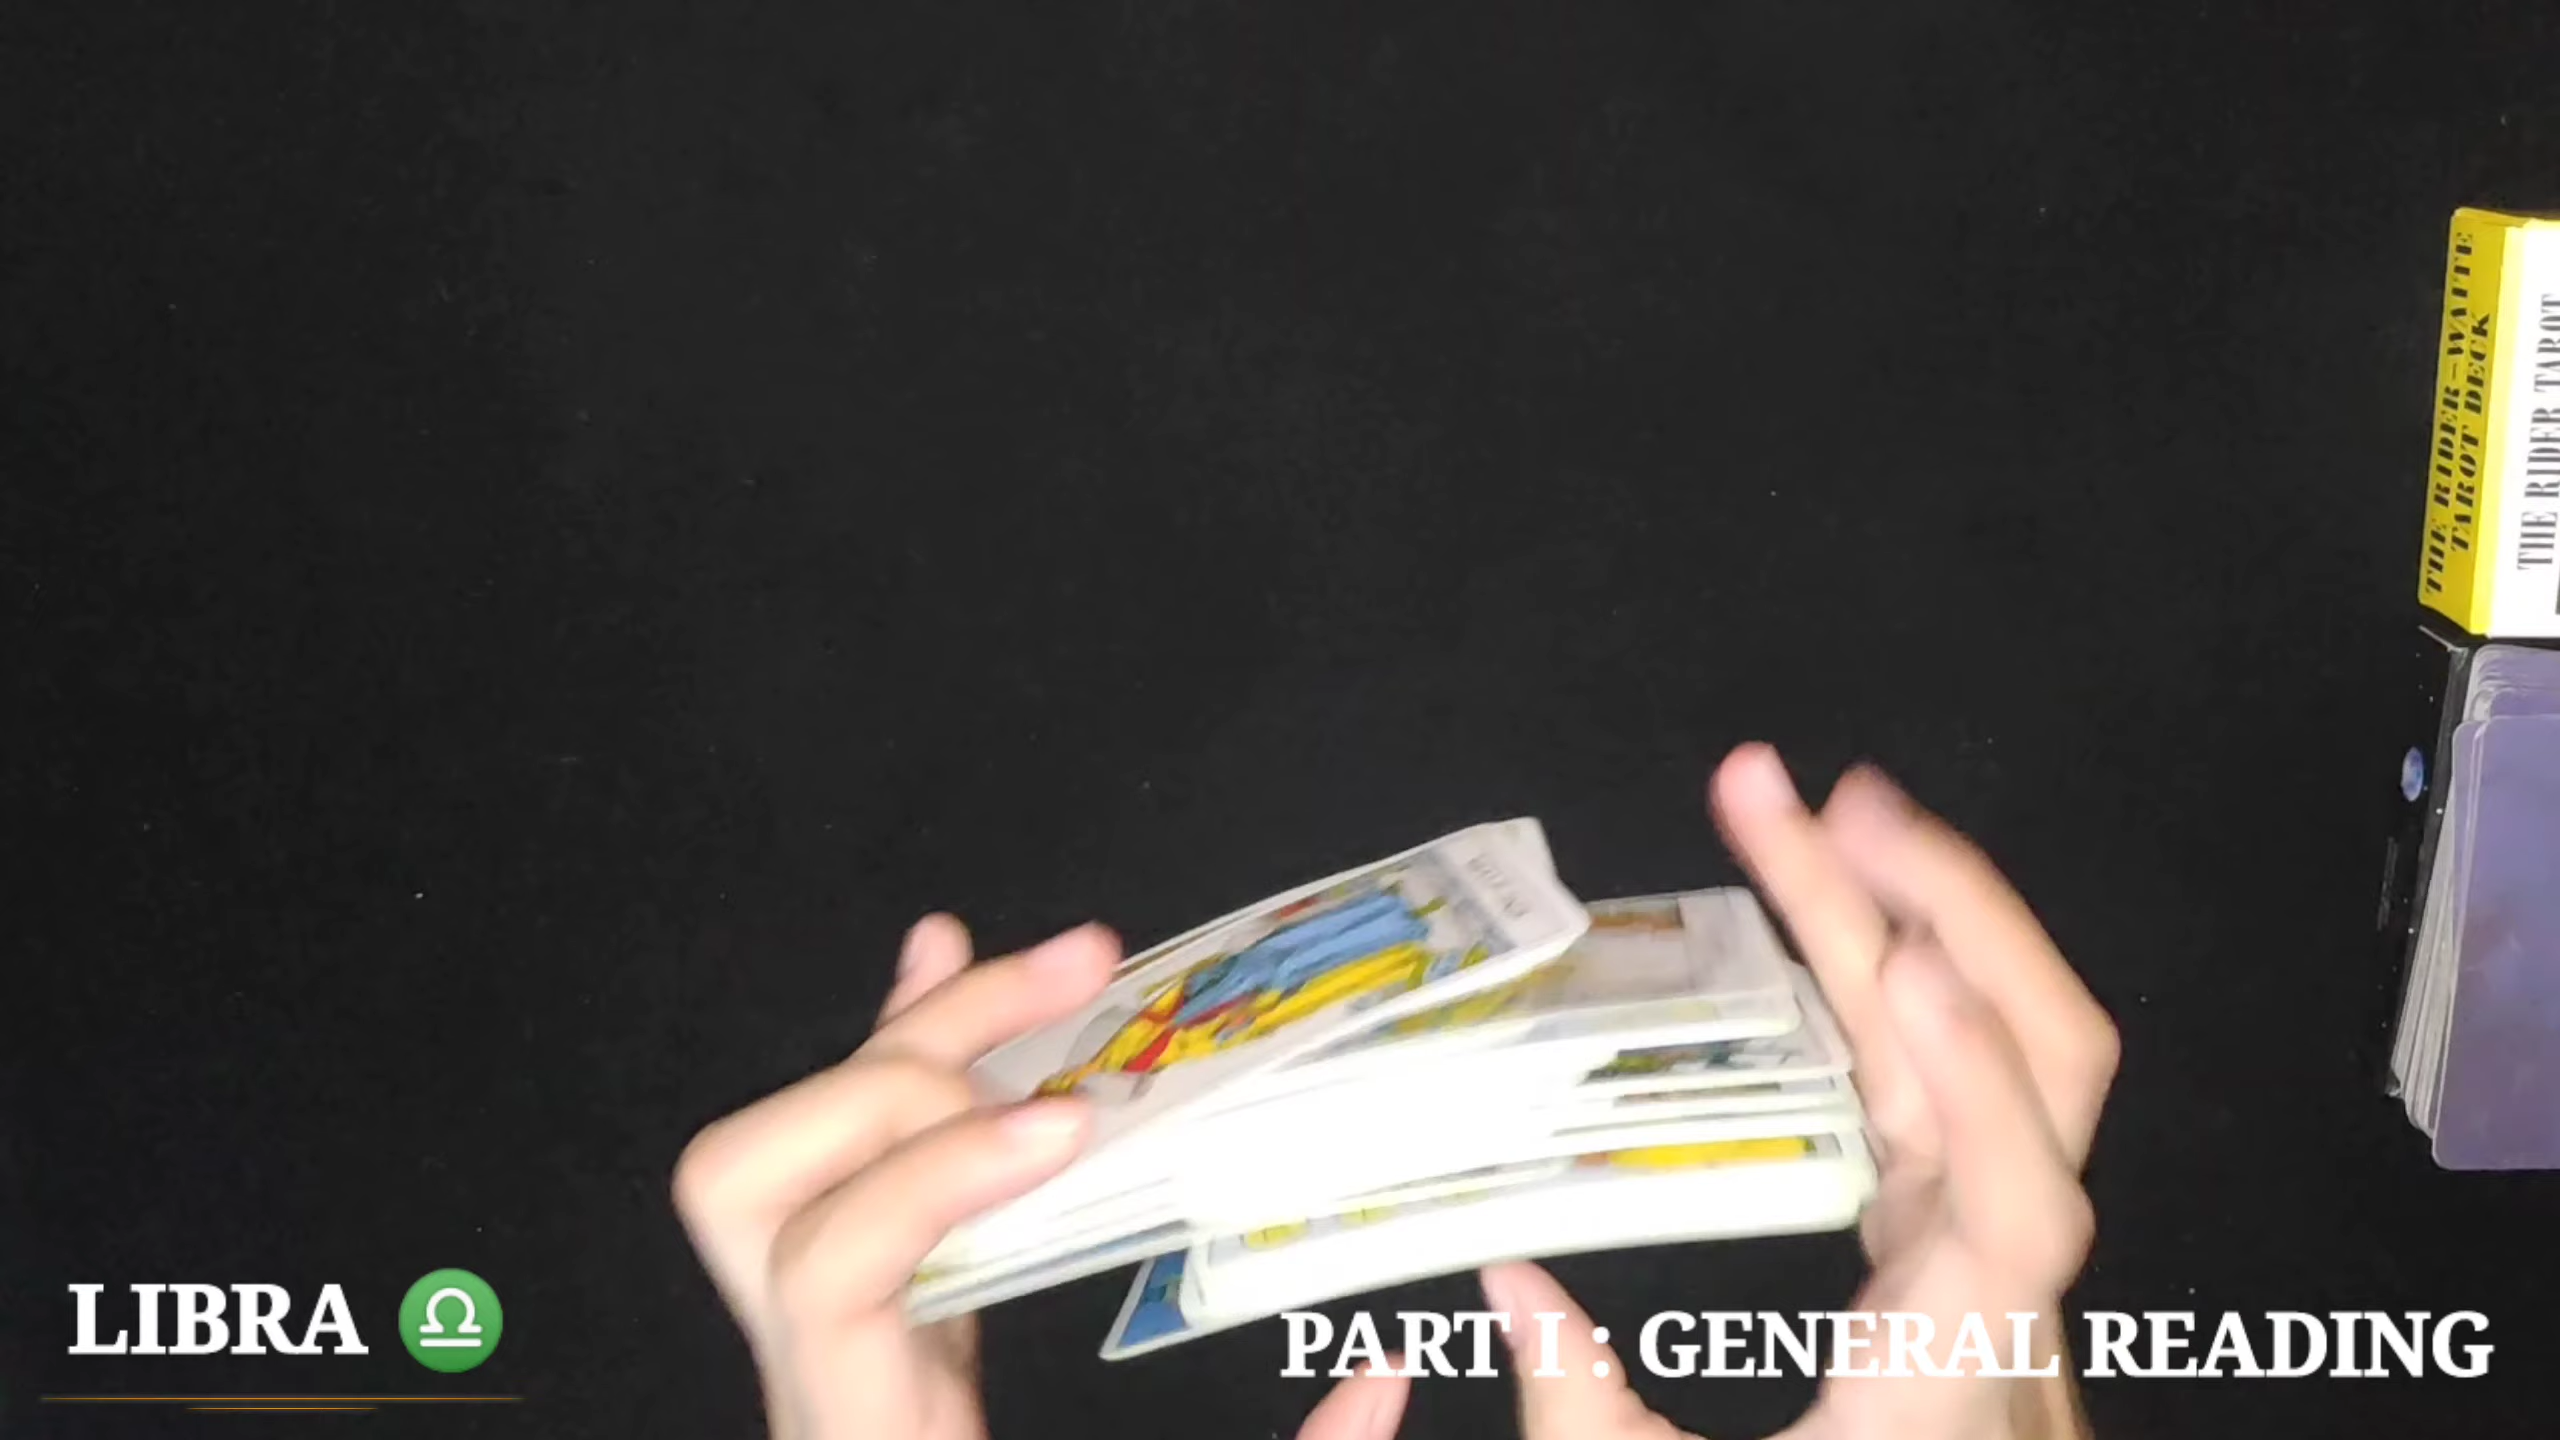 THE RIDER-WAITE
TAROT DECK
THE RIDER TAROT
LIBRA ♎
PART I : GENERAL READING